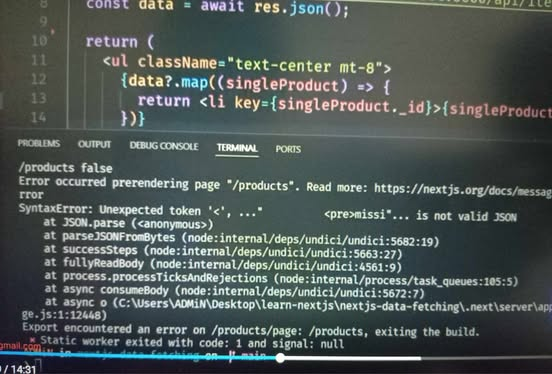 8 const data = await res.json();
9
10 return (
11 <ul className="text-center mt-8">
12 {data?.map((singleProduct) => {
13 return <li key={singleProduct._id}>{singleProduct
14 })}
PROBLEMS OUTPUT DEBUG CONSOLE TERMINAL PORTS
/products false
Error occurred prerendering page "/products". Read more: https://nextjs.org/docs/messag
rror
SyntaxError: Unexpected token '<', ..." <pre>missi"... is not valid JSON
at JSON.parse (<anonymous>)
at parseJSONFromBytes (node:internal/deps/undici/undici:5682:19)
at successSteps (node:internal/deps/undici/undici:5663:27)
at fullyReadBody (node:internal/deps/undici/undici:4561:9)
at process.processTicksAndRejections (node:internal/process/task_queues:105:5)
at async consumeBody (node:internal/deps/undici/undici:5672:7)
at async o (C:\Users\ADMiN\Desktop\learn-nextjs\nextjs-data-fetching\.next\server\app
ge.js:1:12448)
Export encountered an error on /products/page: /products, exiting the build.
⨯ Static worker exited with code: 1 and signal: null
gmail.com
/ 14:31